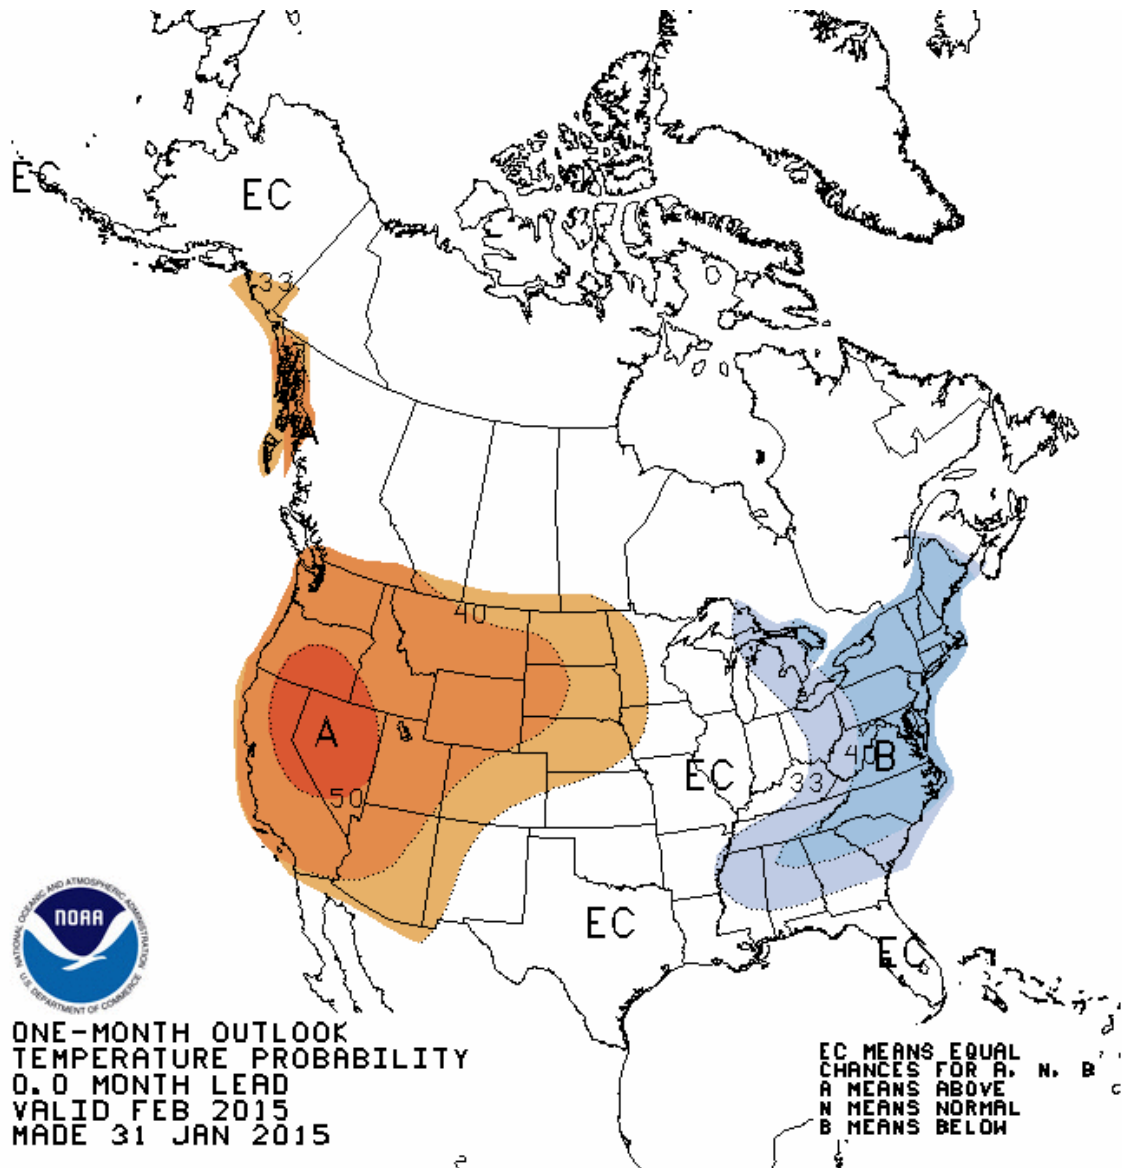 EC
EC
33
A
40
A
50
EC
33
40
B
EC
EC
NATIONAL OCEANIC AND ATMOSPHERIC ADMINISTRATION
NOAA
U.S. DEPARTMENT OF COMMERCE
ONE-MONTH OUTLOOK
TEMPERATURE PROBABILITY
0.0 MONTH LEAD
VALID FEB 2015
MADE 31 JAN 2015
EC MEANS EQUAL
CHANCES FOR A, N, B
A MEANS ABOVE
N MEANS NORMAL
B MEANS BELOW